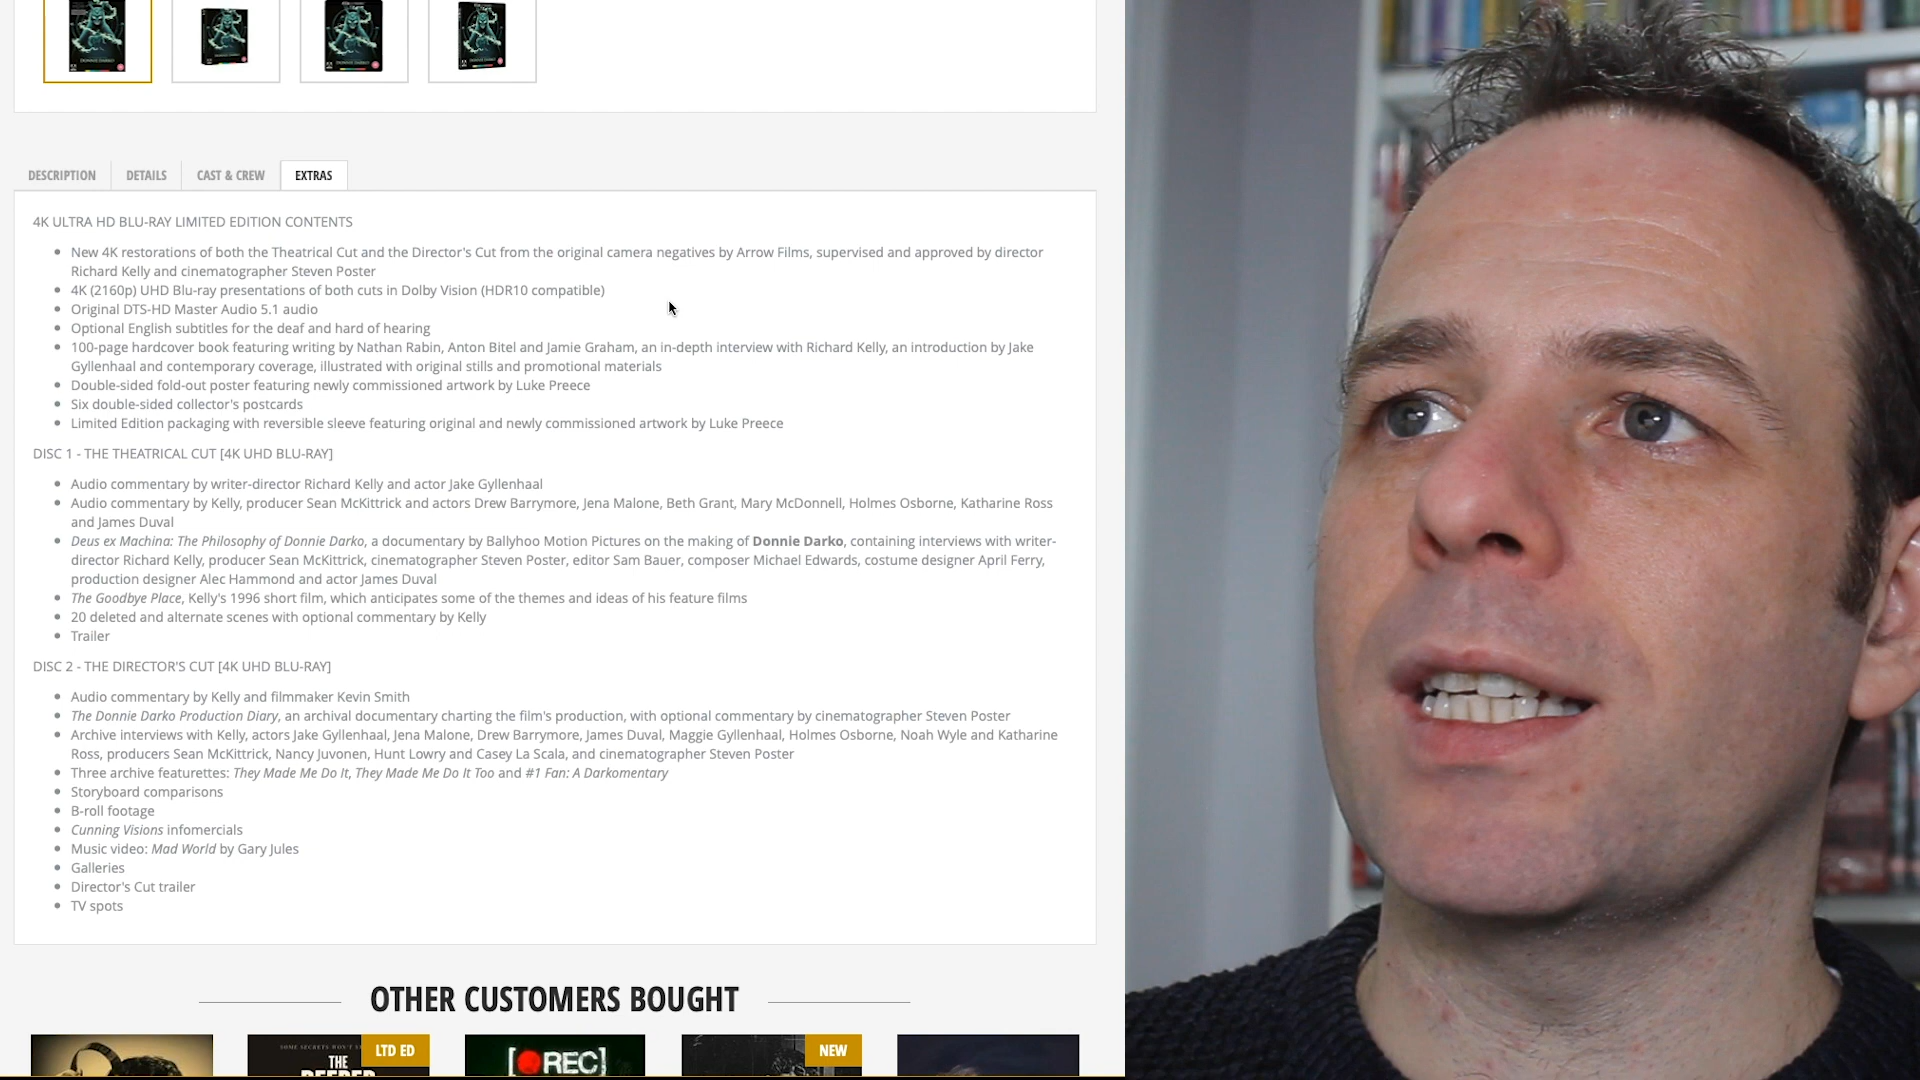 DONNIE DARKO
DESCRIPTION
DETAILS
CAST & CREW
EXTRAS
4K ULTRA HD BLU-RAY LIMITED EDITION CONTENTS
New 4K restorations of both the Theatrical Cut and the Director's Cut from the original camera negatives by Arrow Films, supervised and approved by director
Richard Kelly and cinematographer Steven Poster
4K (2160p) UHD Blu-ray presentations of both cuts in Dolby Vision (HDR10 compatible)
Original DTS-HD Master Audio 5.1 audio
Optional English subtitles for the deaf and hard of hearing
100-page hardcover book featuring writing by Nathan Rabin, Anton Bitel and Jamie Graham, an in-depth interview with Richard Kelly, an introduction by Jake
Gyllenhaal and contemporary coverage, illustrated with original stills and promotional materials
Double-sided fold-out poster featuring newly commissioned artwork by Luke Preece
Six double-sided collector's postcards
Limited Edition packaging with reversible sleeve featuring original and newly commissioned artwork by Luke Preece
DISC 1 - THE THEATRICAL CUT [4K UHD BLU-RAY]
Audio commentary by writer-director Richard Kelly and actor Jake Gyllenhaal
Audio commentary by Kelly, producer Sean McKittrick and actors Drew Barrymore, Jena Malone, Beth Grant, Mary McDonnell, Holmes Osborne, Katharine Ross
and James Duval
Deus ex Machina: The Philosophy of Donnie Darko, a documentary by Ballyhoo Motion Pictures on the making of Donnie Darko, containing interviews with writer-
director Richard Kelly, producer Sean McKittrick, cinematographer Steven Poster, editor Sam Bauer, composer Michael Edwards, costume designer April Ferry,
production designer Alec Hammond and actor James Duval
The Goodbye Place, Kelly's 1996 short film, which anticipates some of the themes and ideas of his feature films
20 deleted and alternate scenes with optional commentary by Kelly
Trailer
DISC 2 - THE DIRECTOR'S CUT [4K UHD BLU-RAY]
Audio commentary by Kelly and filmmaker Kevin Smith
The Donnie Darko Production Diary, an archival documentary charting the film's production, with optional commentary by cinematographer Steven Poster
Archive interviews with Kelly, actors Jake Gyllenhaal, Jena Malone, Drew Barrymore, James Duval, Maggie Gyllenhaal, Holmes Osborne, Noah Wyle and Katharine
Ross, producers Sean McKittrick, Nancy Juvonen, Hunt Lowry and Casey La Scala, and cinematographer Steven Poster
Three archive featurettes: They Made Me Do It, They Made Me Do It Too and #1 Fan: A Darkomentary
Storyboard comparisons
B-roll footage
Cunning Visions infomercials
Music video: Mad World by Gary Jules
Galleries
Director's Cut trailer
TV spots
OTHER CUSTOMERS BOUGHT
SOME SECRETS WON'T
LTD ED
THE
DEEPER
[REC]
NEW